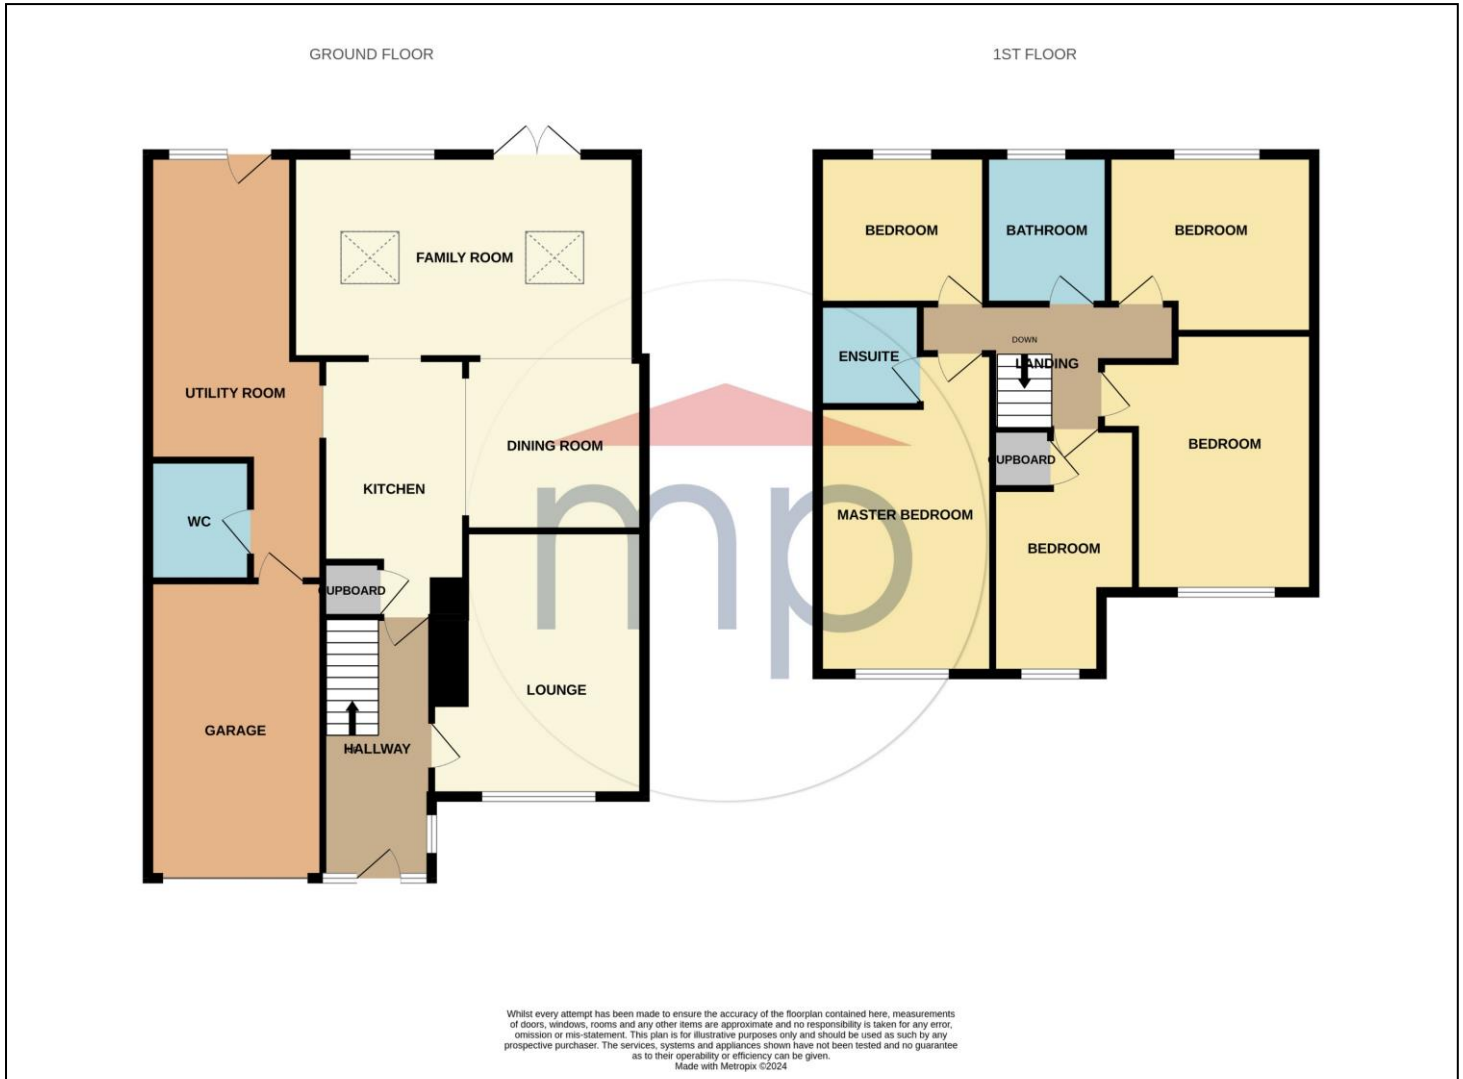 GROUND FLOOR
1ST FLOOR
FAMILY ROOM
UTILITY ROOM
DINING ROOM
KITCHEN
WC
CUPBOARD
LOUNGE
GARAGE
HALLWAY
BEDROOM
BATHROOM
BEDROOM
DOWN
ENSUITE
LANDING
BEDROOM
CUPBOARD
MASTER BEDROOM
BEDROOM
mp
Whilst every attempt has been made to ensure the accuracy of the floorplan contained here, measurements
of doors, windows, rooms and any other items are approximate and no responsibility is taken for any error,
omission or mis-statement. This plan is for illustrative purposes only and should be used as such by any
prospective purchaser. The services, systems and appliances shown have not been tested and no guarantee
as to their operability or efficiency can be given.
Made with Metropix ©2024